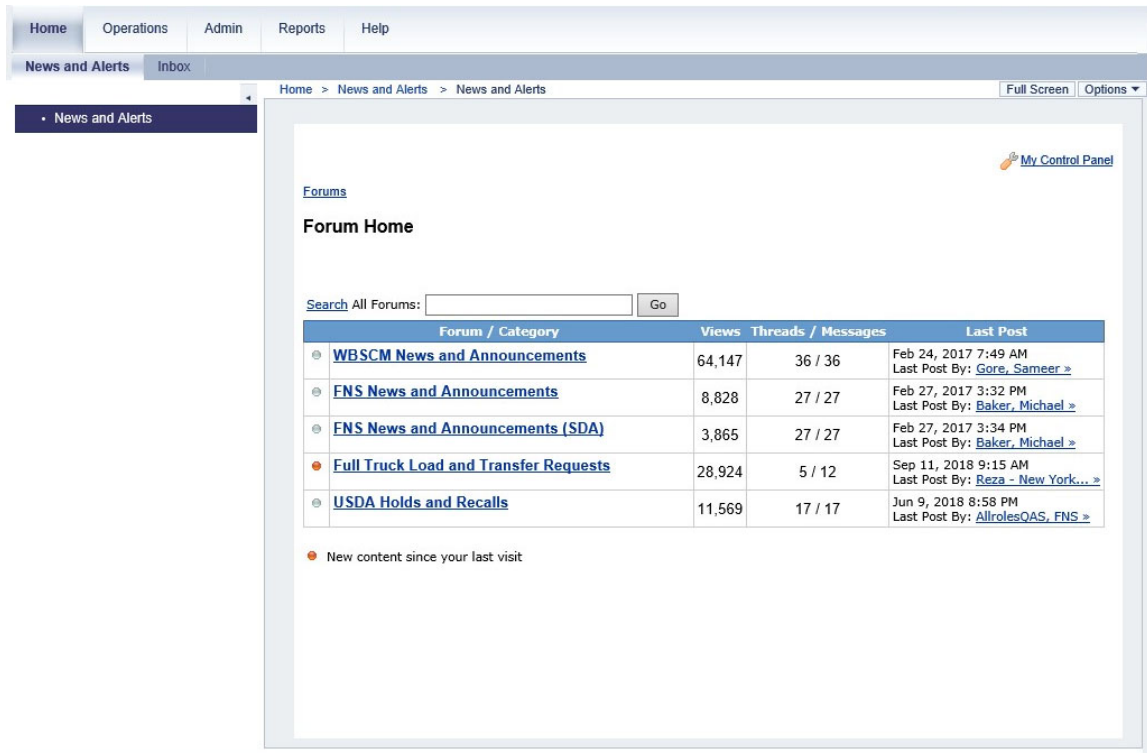 Home Operations Admin Reports Help
News and Alerts Inbox
Home > News and Alerts > News and Alerts Full Screen Options
• News and Alerts
My Control Panel
Forums
Forum Home
Search All Forums: Go
Forum / Category Views Threads / Messages Last Post
WBSCM News and Announcements 64,147 36 / 36 Feb 24, 2017 7:49 AM
Last Post By: Gore, Sameer »
FNS News and Announcements 8,828 27 / 27 Feb 27, 2017 3:32 PM
Last Post By: Baker, Michael »
FNS News and Announcements (SDA) 3,865 27 / 27 Feb 27, 2017 3:34 PM
Last Post By: Baker, Michael »
Full Truck Load and Transfer Requests 28,924 5 / 12 Sep 11, 2018 9:15 AM
Last Post By: Reza - New York... »
USDA Holds and Recalls 11,569 17 / 17 Jun 9, 2018 8:58 PM
Last Post By: AllrolesQAS, FNS »
New content since your last visit